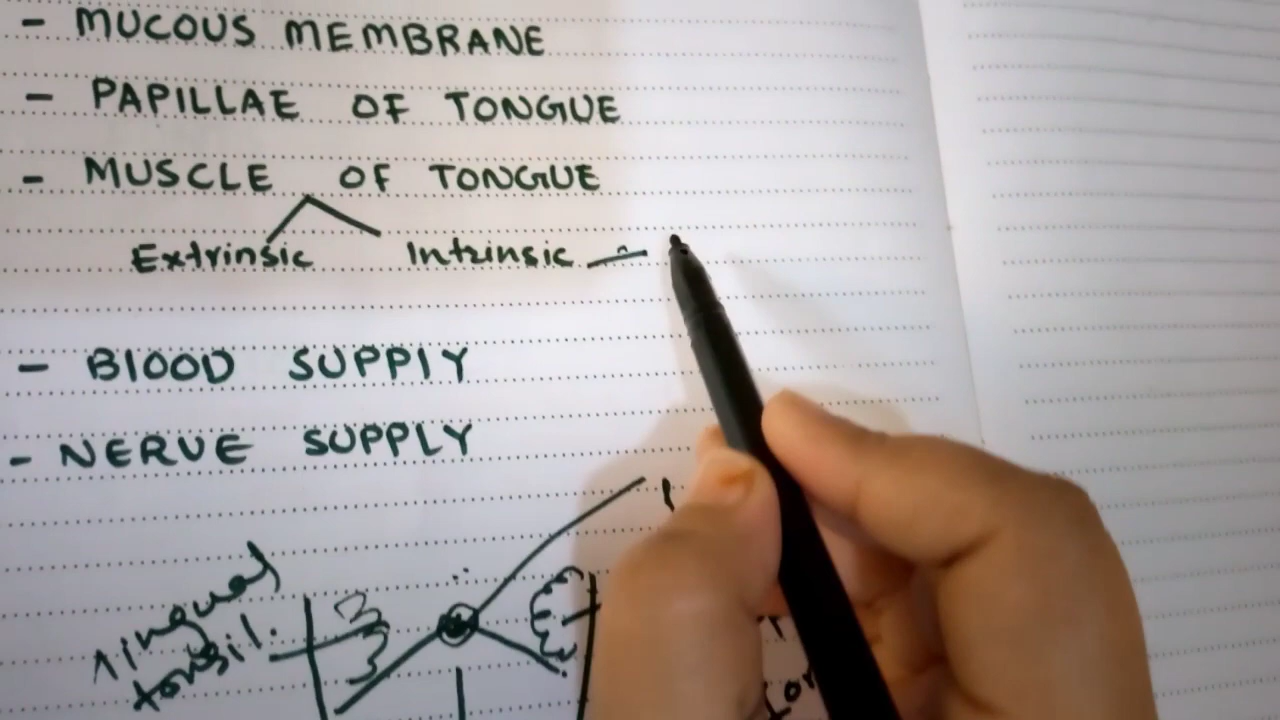 - MUCOUS MEMBRANE
- PAPILLAE OF TONGUE
- MUSCLE OF TONGUE
Extrinsic Intrinsic
- BlOOD SUPPlY
- NERVE SUPPLY
lingual
tonsil.